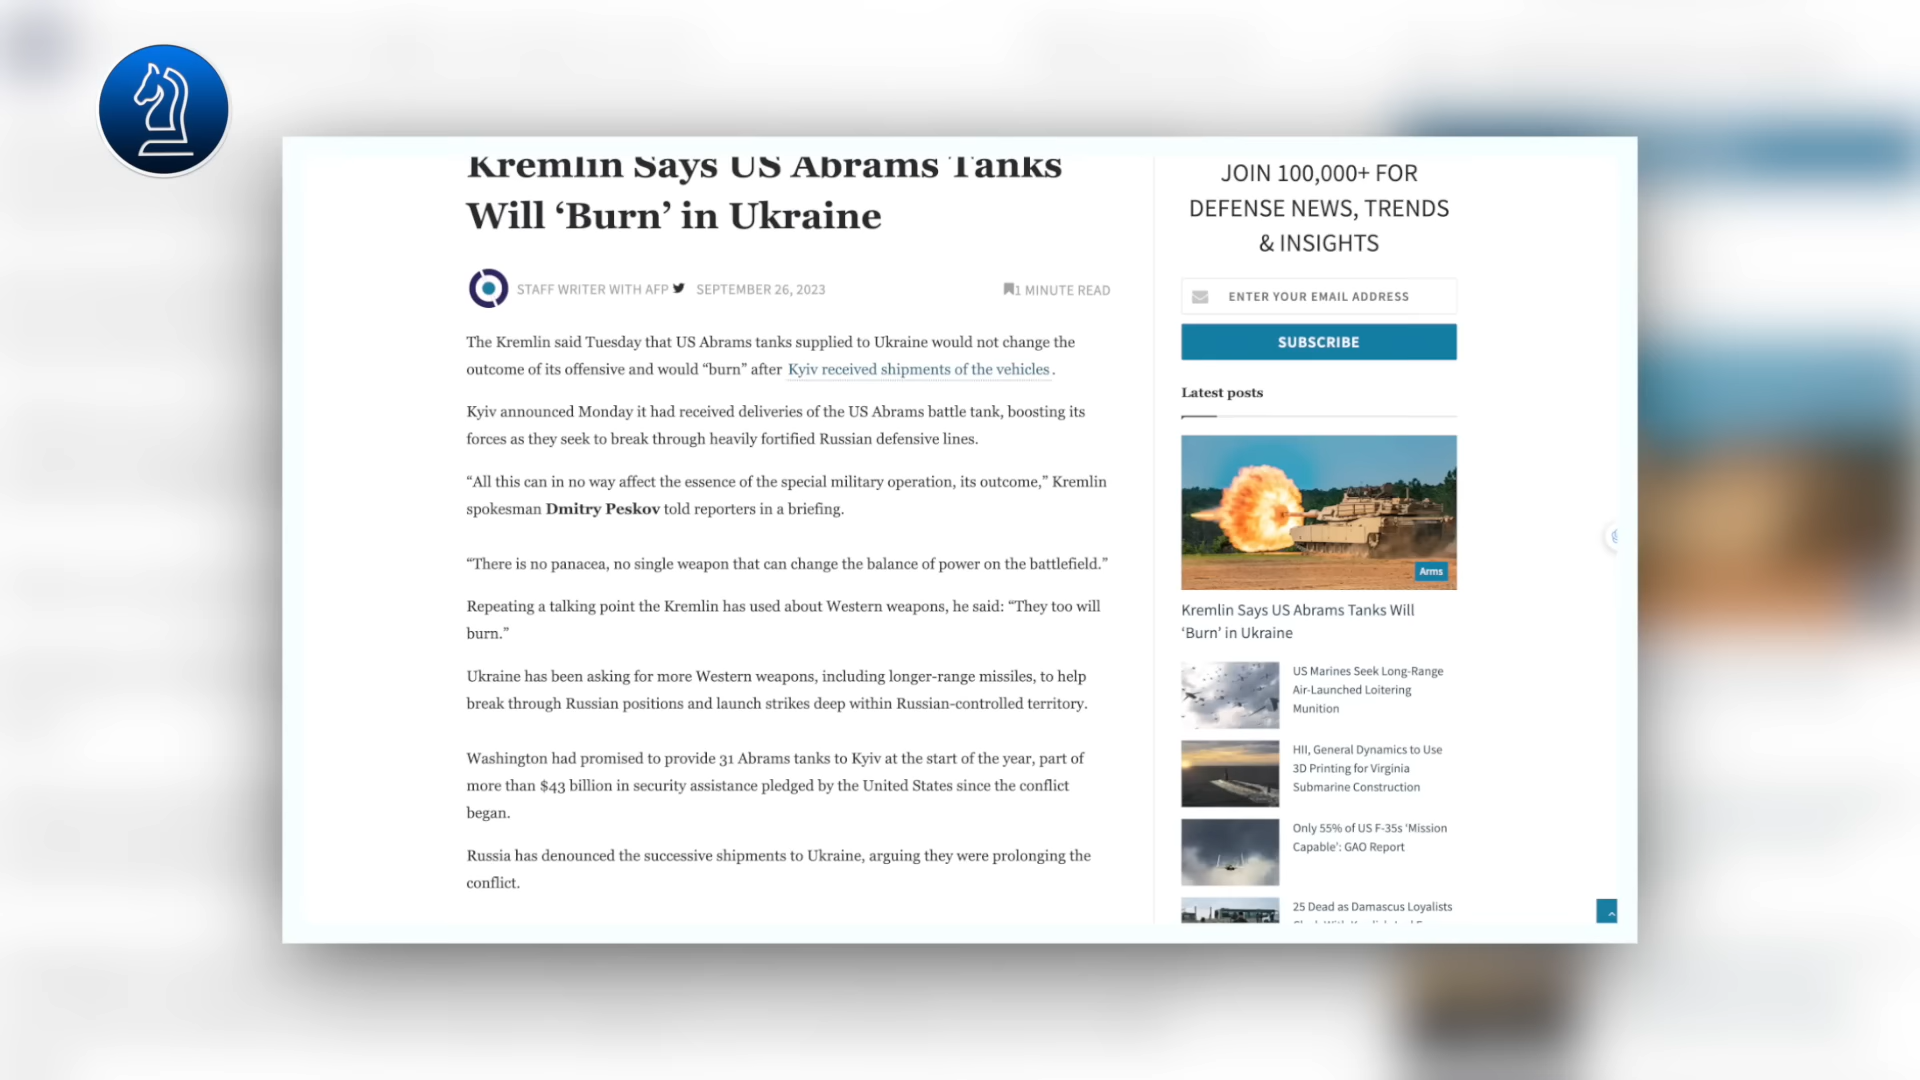 Kremlin Says US Abrams Tanks
Will ‘Burn’ in Ukraine
STAFF WRITER WITH AFP SEPTEMBER 26, 2023 1 MINUTE READ
The Kremlin said Tuesday that US Abrams tanks supplied to Ukraine would not change the
outcome of its offensive and would “burn” after Kyiv received shipments of the vehicles.
Kyiv announced Monday it had received deliveries of the US Abrams battle tank, boosting its
forces as they seek to break through heavily fortified Russian defensive lines.
“All this can in no way affect the essence of the special military operation, its outcome,” Kremlin
spokesman Dmitry Peskov told reporters in a briefing.
“There is no panacea, no single weapon that can change the balance of power on the battlefield.”
Repeating a talking point the Kremlin has used about Western weapons, he said: “They too will
burn.”
Ukraine has been asking for more Western weapons, including longer-range missiles, to help
break through Russian positions and launch strikes deep within Russian-controlled territory.
Washington had promised to provide 31 Abrams tanks to Kyiv at the start of the year, part of
more than $43 billion in security assistance pledged by the United States since the conflict
began.
Russia has denounced the successive shipments to Ukraine, arguing they were prolonging the
conflict.
JOIN 100,000+ FOR
DEFENSE NEWS, TRENDS
& INSIGHTS
ENTER YOUR EMAIL ADDRESS
SUBSCRIBE
Latest posts
Arms
Kremlin Says US Abrams Tanks Will
‘Burn’ in Ukraine
US Marines Seek Long-Range
Air-Launched Loitering
Munition
HII, General Dynamics to Use
3D Printing for Virginia
Submarine Construction
Only 55% of US F-35s ‘Mission
Capable’: GAO Report
25 Dead as Damascus Loyalists